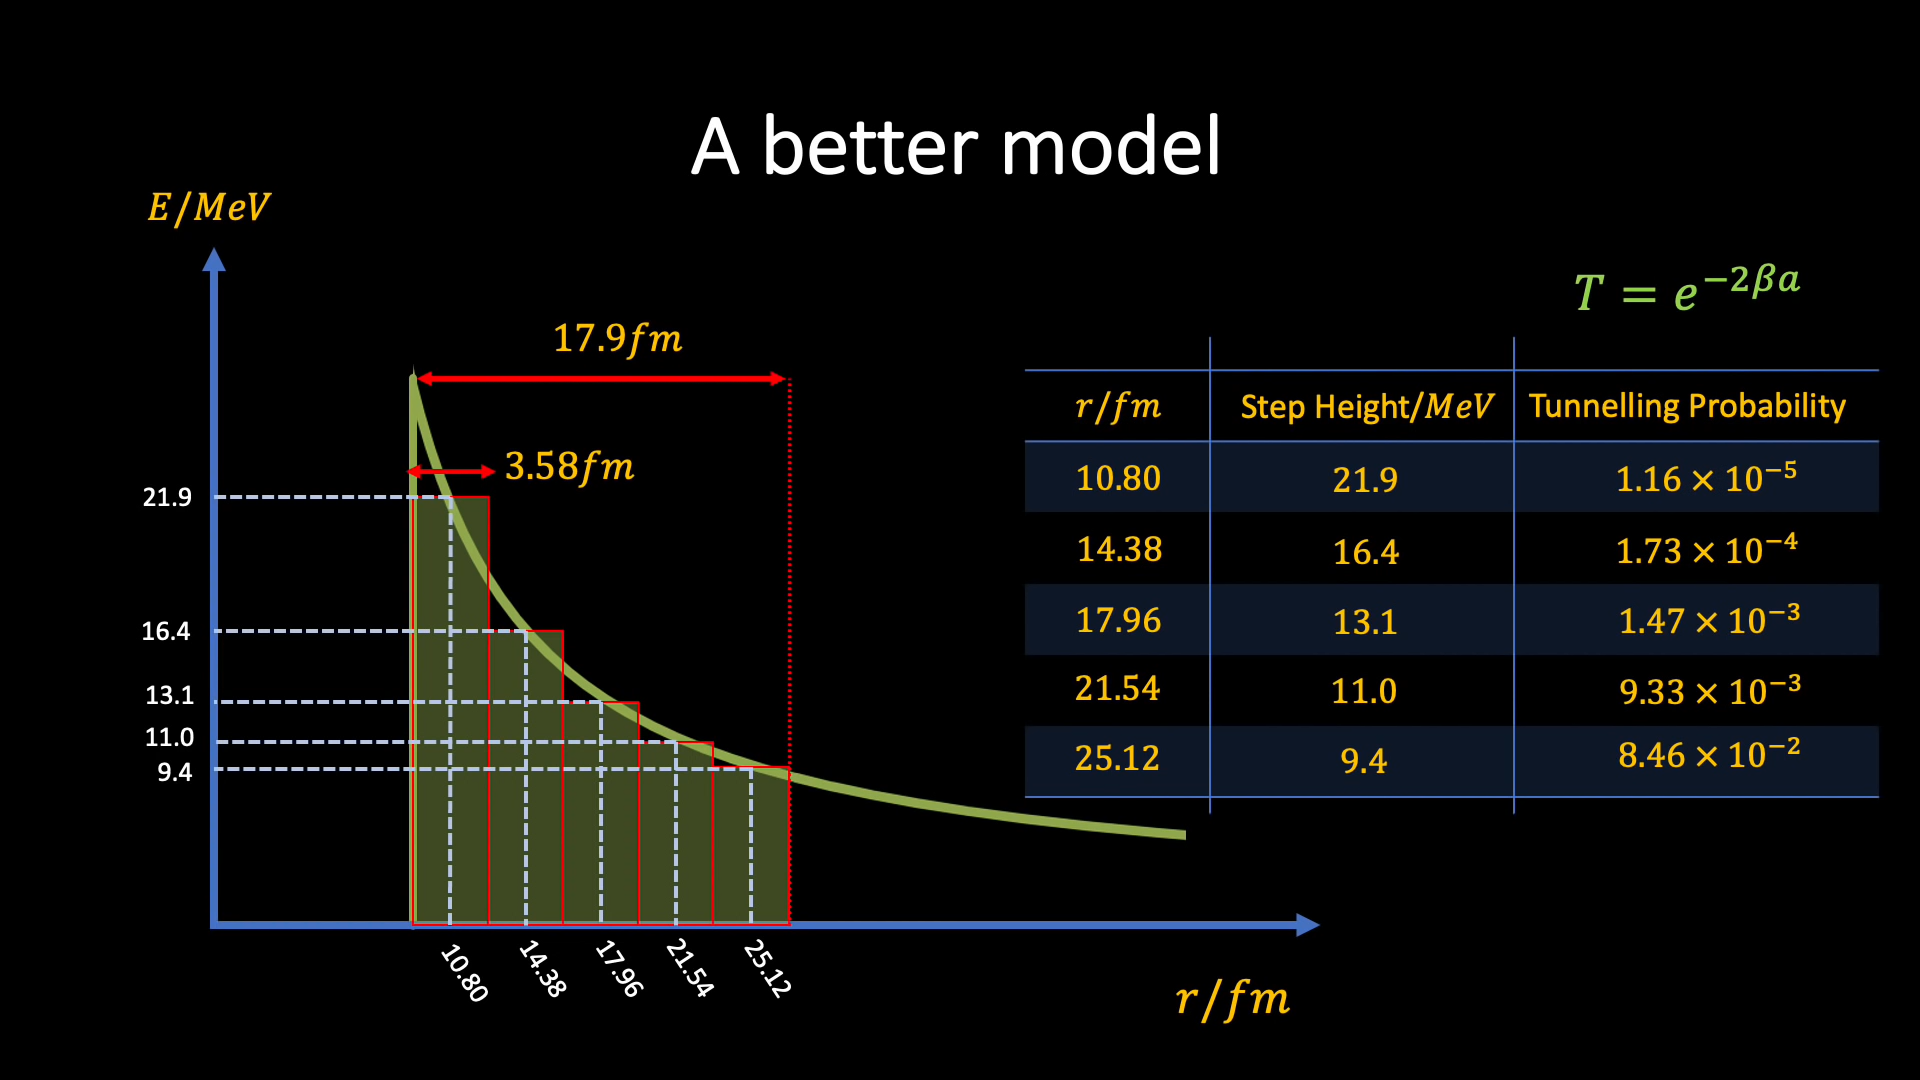 A better model
E/MeV
T = e^{-2βa}
17.9fm
3.58fm
21.9
16.4
13.1
11.0
9.4
10.80
14.38
17.96
21.54
25.12
r/fm
r/fm Step Height/MeV Tunnelling Probability
10.80 21.9 1.16 × 10⁻⁵
14.38 16.4 1.73 × 10⁻⁴
17.96 13.1 1.47 × 10⁻³
21.54 11.0 9.33 × 10⁻³
25.12 9.4 8.46 × 10⁻²